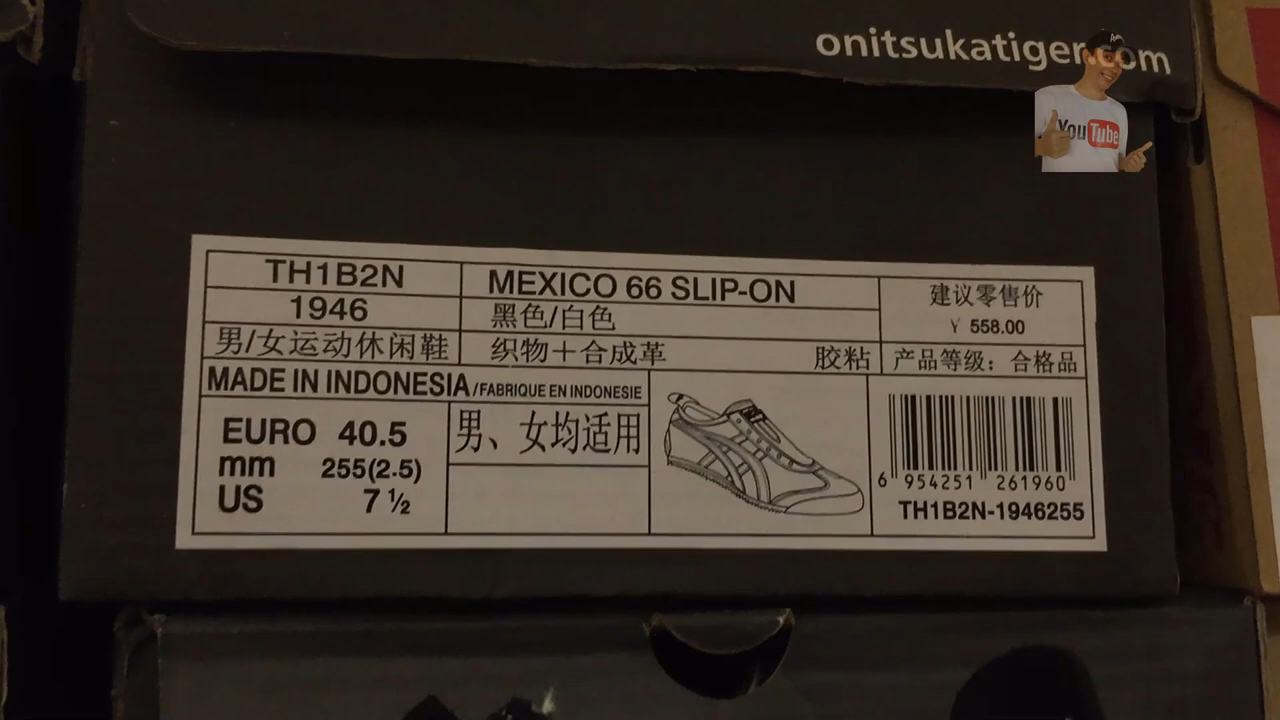 onitsukatiger.com
YouTube
TH1B2N
MEXICO 66 SLIP-ON
建议零售价
1946
黑色/白色
¥ 558.00
男/女运动休闲鞋
织物＋合成革 胶粘
产品等级：合格品
MADE IN INDONESIA/FABRIQUE EN INDONESIE
EURO 40.5
男、女均适用
mm 255(2.5)
US 7 ½
6 954251 261960
TH1B2N-1946255